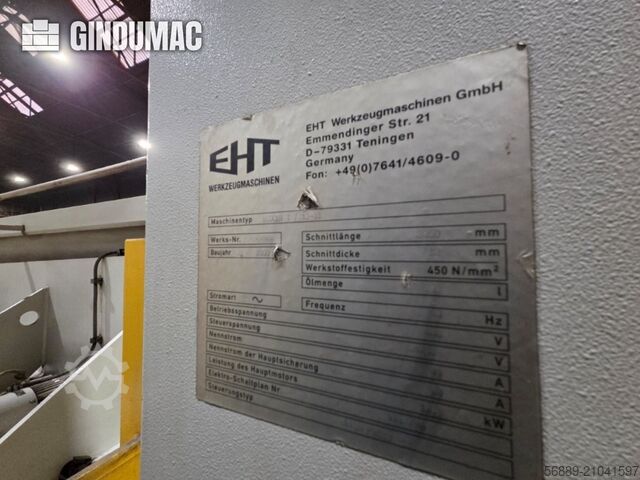 GINDUMAC
EHT
WERKZEUGMASCHINEN
EHT Werkzeugmaschinen GmbH
Emmendinger Str. 21
D-79331 Teningen
Germany
Fon: +49(0)7641/4609-0
Maschinentyp
Werks-Nr.
Baujahr
Schnittlänge mm
Schnittdicke mm
Werkstoffestigkeit 450 N/mm²
Ölmenge l
Stromart ~
Frequenz Hz
Betriebsspannung V
Steuerspannung V
Nennstrom A
Nennstrom der Hauptsicherung A
Leistung des Hauptmotors kW
Elektro-Schaltplan Nr
Steuerungstyp
56889-21041597